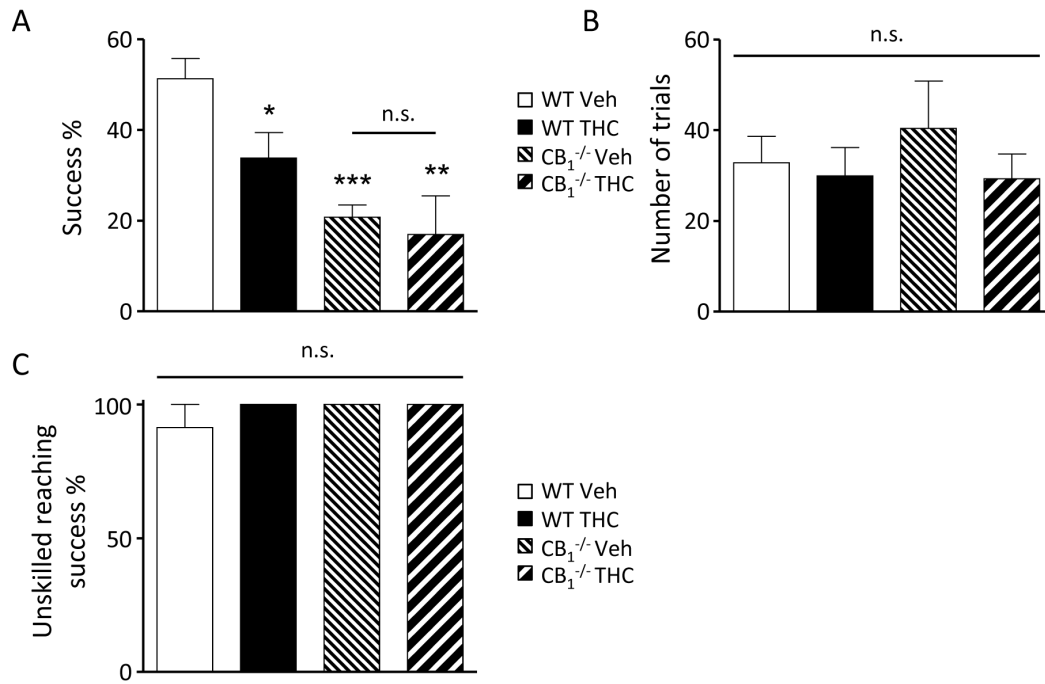 A
Success %
60
40
20
0
*
***
**
n.s.
WT Veh
WT THC
CB₁⁻/⁻ Veh
CB₁⁻/⁻ THC
B
Number of trials
60
40
20
0
n.s.
C
Unskilled reaching
success %
100
50
0
n.s.
WT Veh
WT THC
CB₁⁻/⁻ Veh
CB₁⁻/⁻ THC